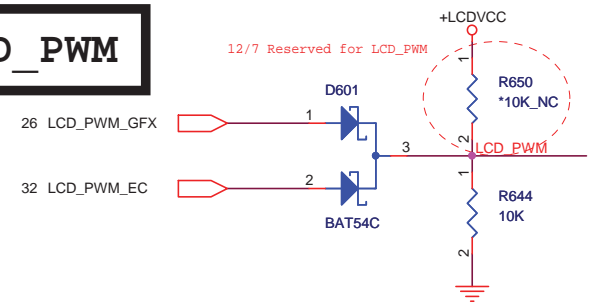 +LCDVCC
D_PWM
12/7 Reserved for LCD_PWM
1
R650
*10K_NC
D601
26 LCD_PWM_GFX
1
2
3
LCD_PWM
32 LCD_PWM_EC
2
1
R644
10K
BAT54C
2